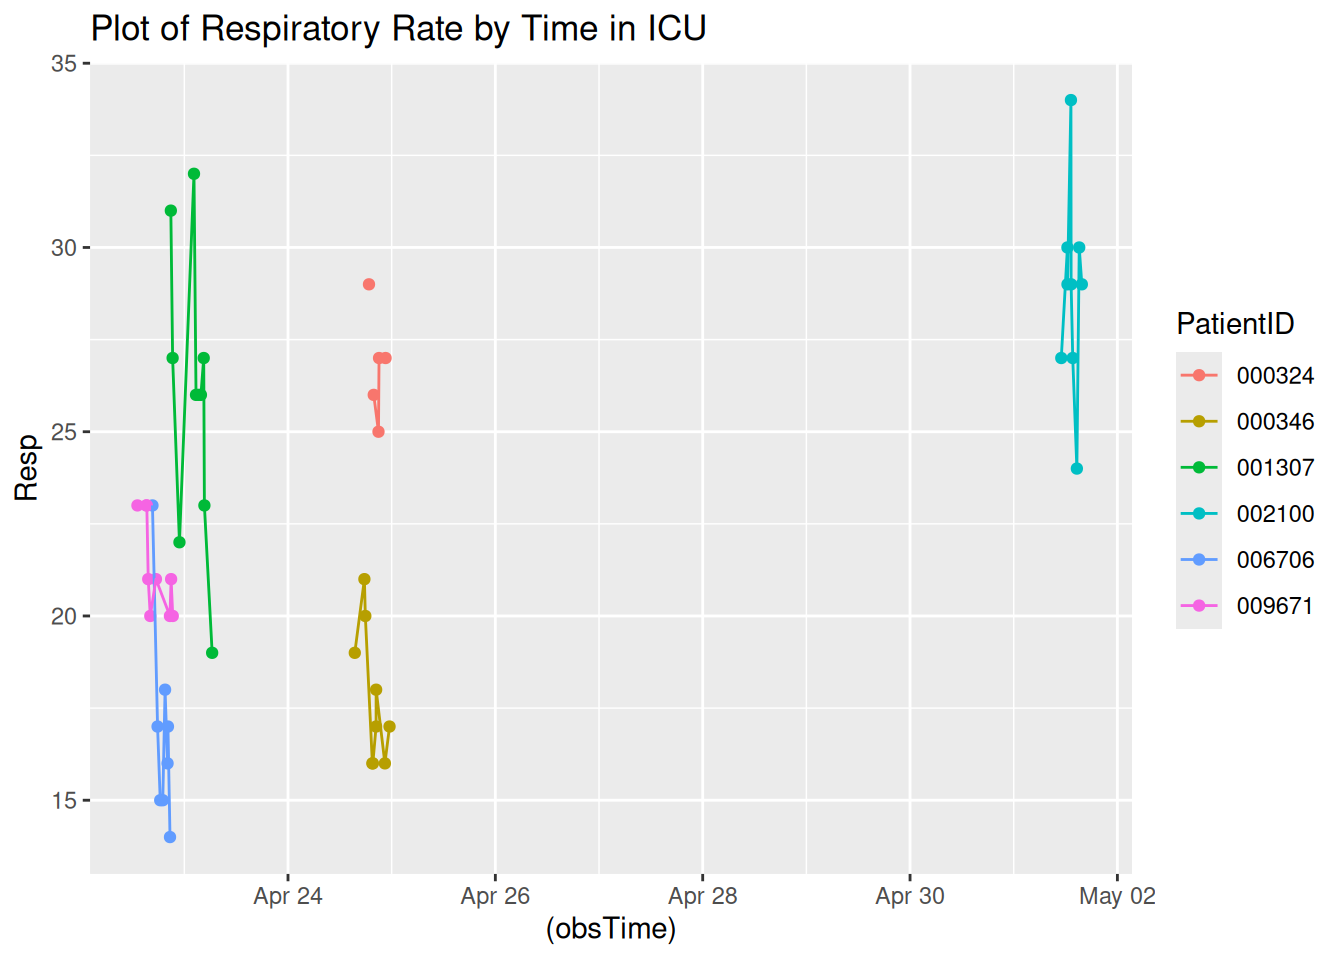 Plot of Respiratory Rate by Time in ICU
35
30
25
20
15
Resp
Apr 24
Apr 26
Apr 28
Apr 30
May 02
(obsTime)
PatientID
000324
000346
001307
002100
006706
009671